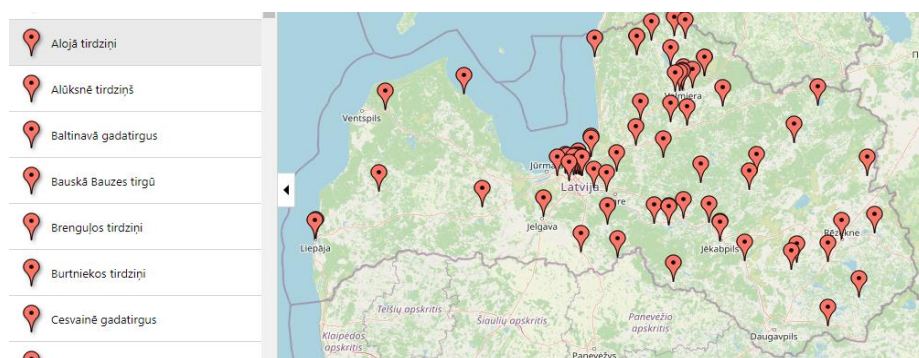 Alojā tirdziņi
Alūksnē tirdziņš
Baltinavā gadatirgus
Bauskā Bauzes tirgū
Brenguļos tirdziņi
Burtniekos tirdziņi
Cesvainē gadatirgus
Ventspils
Valmiera
Latvija
Jelgava
Liepāja
Jēkabpils
Rēzekne
Telšių apskritis
Šiaulių apskritis
Panevėžio
apskritis
Klaipėdos
apskritis
Daugavpils
Panevėžys